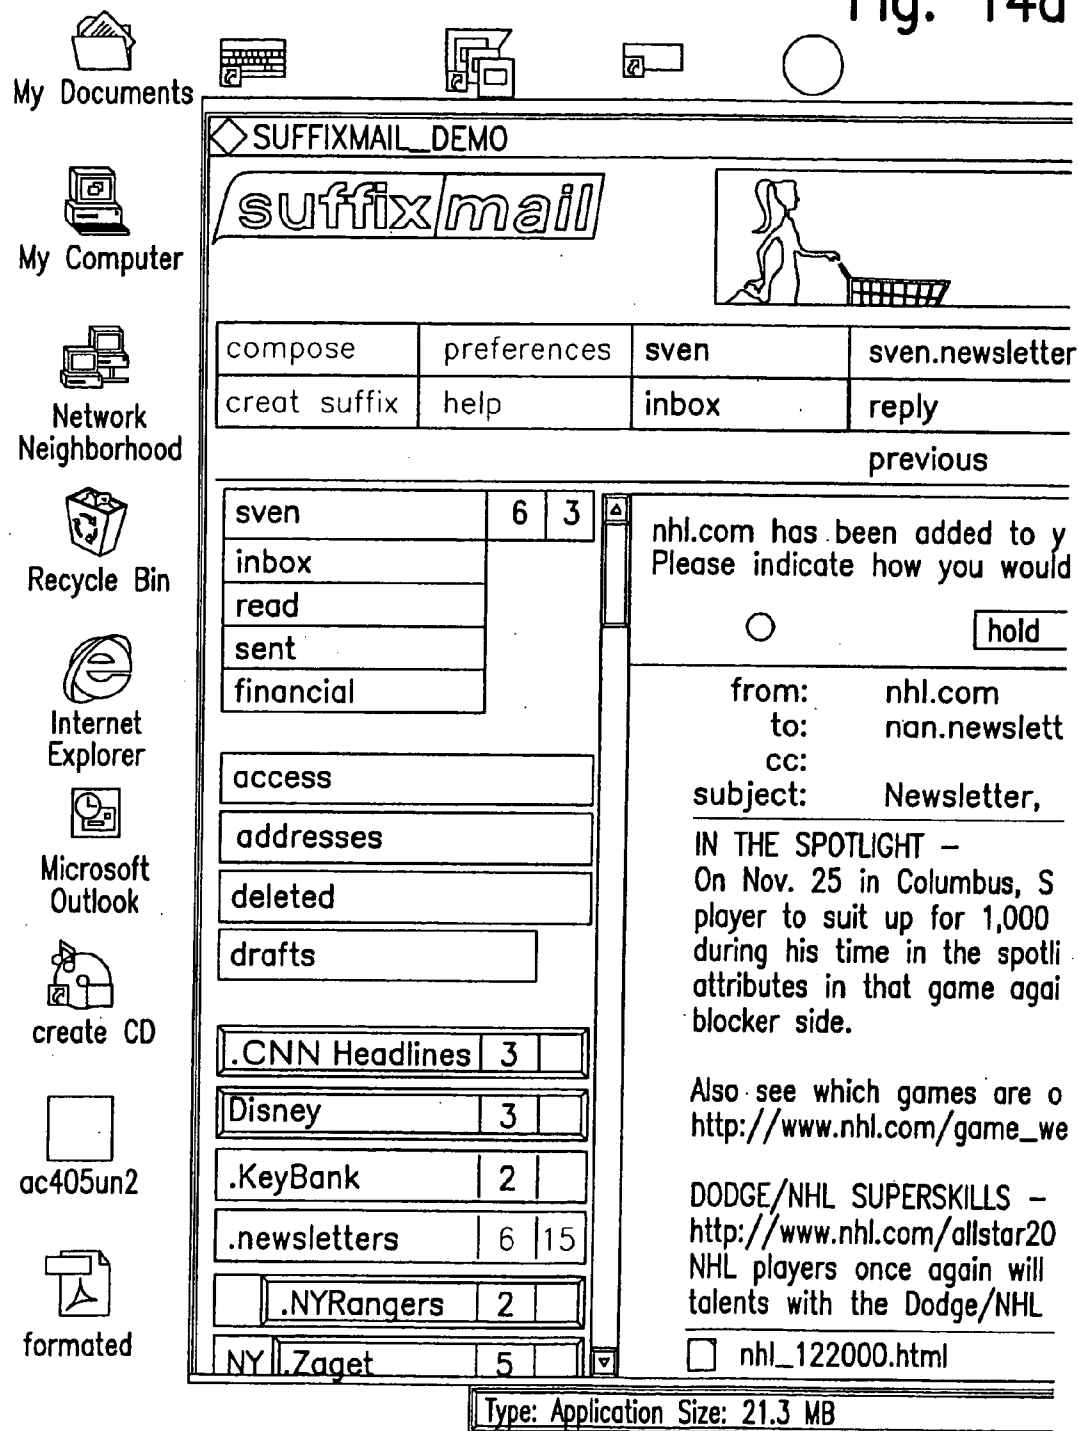 Fig. 14a
My Documents
My Computer
Network
Neighborhood
Recycle Bin
Internet
Explorer
Microsoft
Outlook
create CD
ac405un2
formated
SUFFIXMAIL_DEMO
suffix mail
compose preferences sven sven.newsletter
creat suffix help inbox reply
previous
sven 6 3
inbox
read
sent
financial
access
addresses
deleted
drafts
.CNN Headlines 3
Disney 3
.KeyBank 2
.newsletters 6 15
.NYRangers 2
NY .Zaget 5
nhl.com has been added to y
Please indicate how you would
hold
from: nhl.com
to: nan.newslett
cc:
subject: Newsletter,
IN THE SPOTLIGHT –
On Nov. 25 in Columbus, S
player to suit up for 1,000
during his time in the spotli
attributes in that game agai
blocker side.
Also see which games are o
http://www.nhl.com/game_we
DODGE/NHL SUPERSKILLS –
http://www.nhl.com/allstar20
NHL players once again will
talents with the Dodge/NHL
nhl_122000.html
Type: Application Size: 21.3 MB